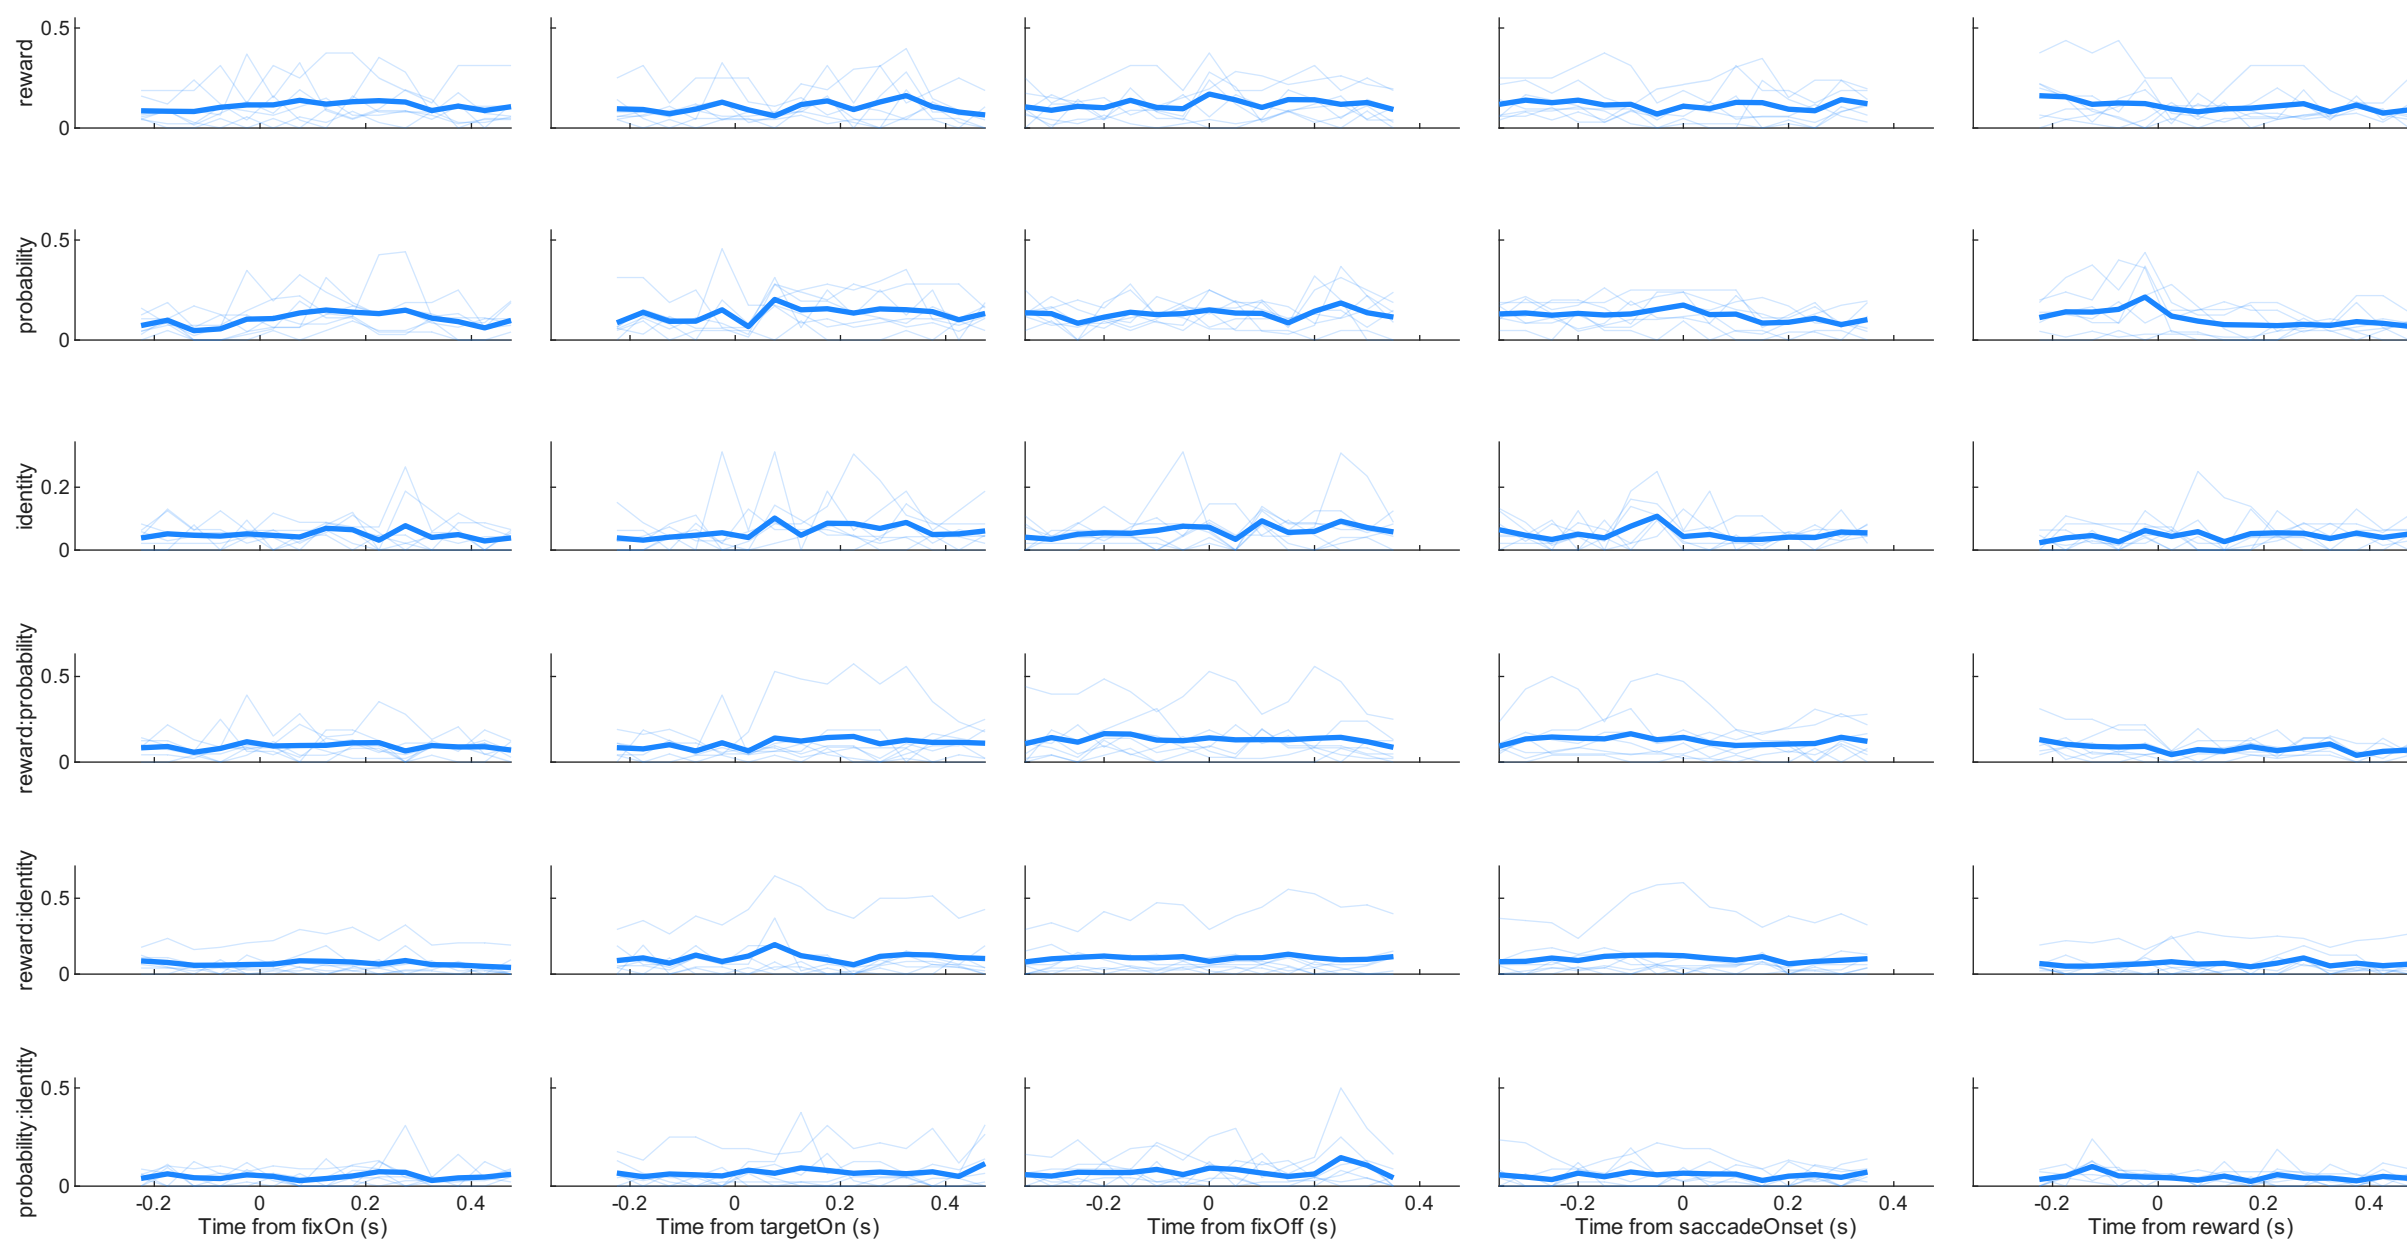 reward
0.5
0
probability
0.5
0
identity
0.2
0
reward:probability
0.5
0
reward:identity
0.5
0
probability:identity
0.5
0
-0.2 0 0.2 0.4
Time from fixOn (s)
-0.2 0 0.2 0.4
Time from targetOn (s)
-0.2 0 0.2 0.4
Time from fixOff (s)
-0.2 0 0.2 0.4
Time from saccadeOnset (s)
-0.2 0 0.2 0.4
Time from reward (s)